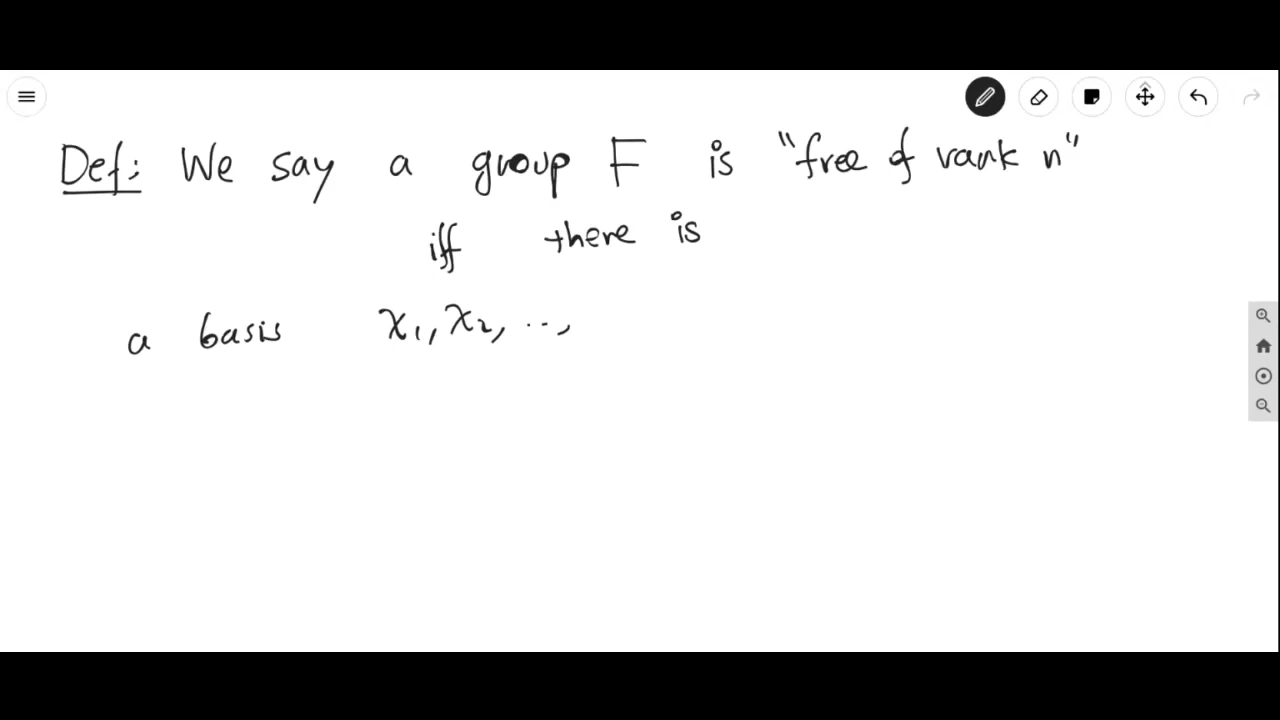 Def: We say a group F is "free of rank n"
iff there is
a basis x₁, x₂, ...,